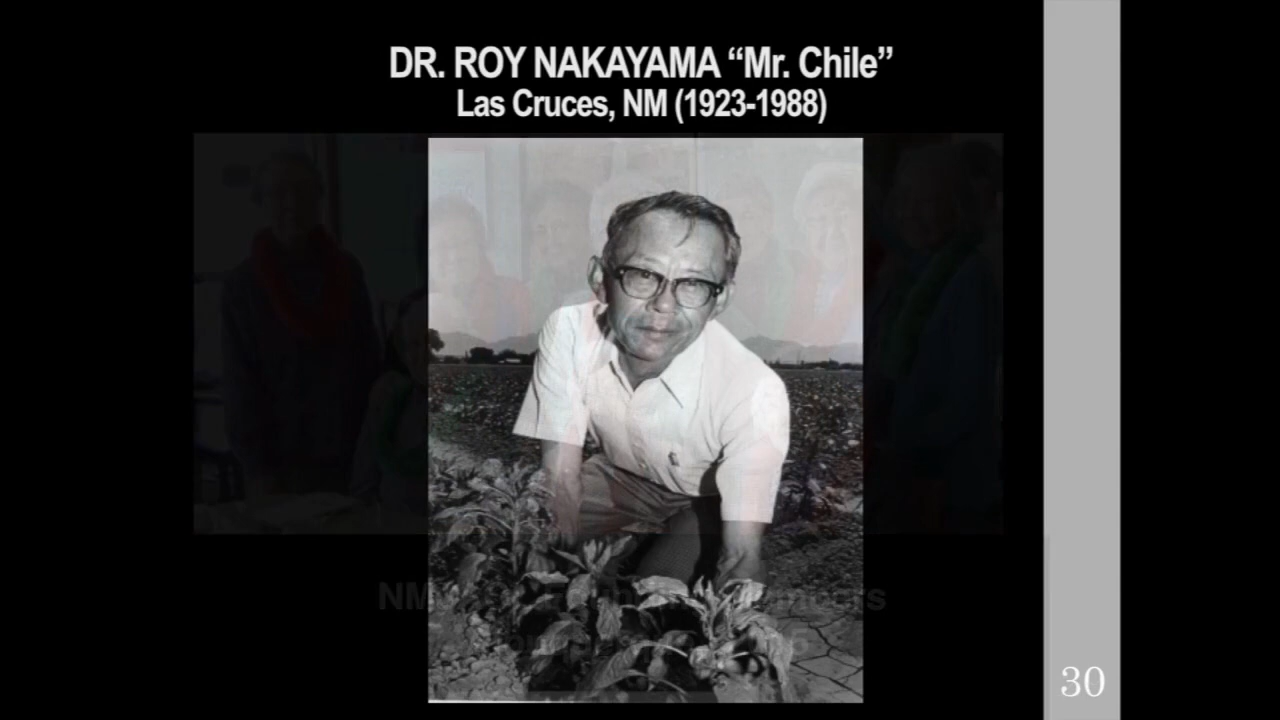 DR. ROY NAKAYAMA “Mr. Chile”
Las Cruces, NM (1923-1988)
30